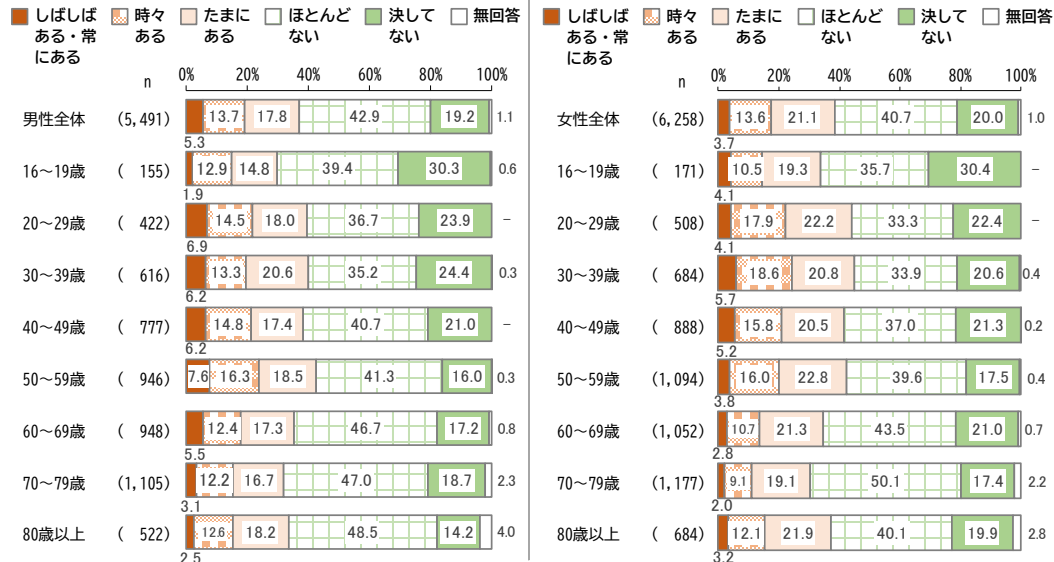 しばしば 時々 たまに ほとんど 決して 無回答
ある・常 ある ある ない ない
にある
n 0% 20% 40% 60% 80% 100%
男性全体 (5,491) 13.7 17.8 42.9 19.2 1.1
5.3
16～19歳 ( 155) 12.9 14.8 39.4 30.3 0.6
1.9
20～29歳 ( 422) 14.5 18.0 36.7 23.9 －
6.9
30～39歳 ( 616) 13.3 20.6 35.2 24.4 0.3
6.2
40～49歳 ( 777) 14.8 17.4 40.7 21.0 －
6.2
50～59歳 ( 946) 7.6 16.3 18.5 41.3 16.0 0.3
60～69歳 ( 948) 12.4 17.3 46.7 17.2 0.8
5.5
70～79歳 (1,105) 12.2 16.7 47.0 18.7 2.3
3.1
80歳以上 ( 522) 12.6 18.2 48.5 14.2 4.0
2.5
しばしば 時々 たまに ほとんど 決して 無回答
ある・常 ある ある ない ない
にある
n 0% 20% 40% 60% 80% 100%
女性全体 (6,258) 13.6 21.1 40.7 20.0 1.0
3.7
16～19歳 ( 171) 10.5 19.3 35.7 30.4 －
4.1
20～29歳 ( 508) 17.9 22.2 33.3 22.4 －
4.1
30～39歳 ( 684) 18.6 20.8 33.9 20.6 0.4
5.7
40～49歳 ( 888) 15.8 20.5 37.0 21.3 0.2
5.2
50～59歳 (1,094) 16.0 22.8 39.6 17.5 0.4
3.8
60～69歳 (1,052) 10.7 21.3 43.5 21.0 0.7
2.8
70～79歳 (1,177) 9.1 19.1 50.1 17.4 2.2
2.0
80歳以上 ( 684) 12.1 21.9 40.1 19.9 2.8
3.2